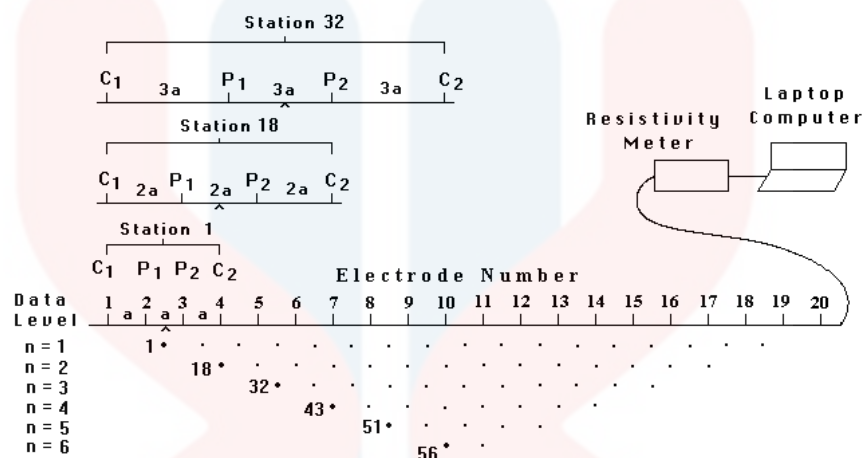 Station 32
C1 3a P1 3a P2 3a C2
Laptop
Computer
Resistivity
Meter
Station 18
C1 2a P1 2a P2 2a C2
Station 1
C1 P1 P2 C2
Electrode Number
Data
Level
1 2 3 4 5 6 7 8 9 10 11 12 13 14 15 16 17 18 19 20
a a a
n = 1 1
n = 2 18
n = 3 32
n = 4 43
n = 5 51
n = 6 56